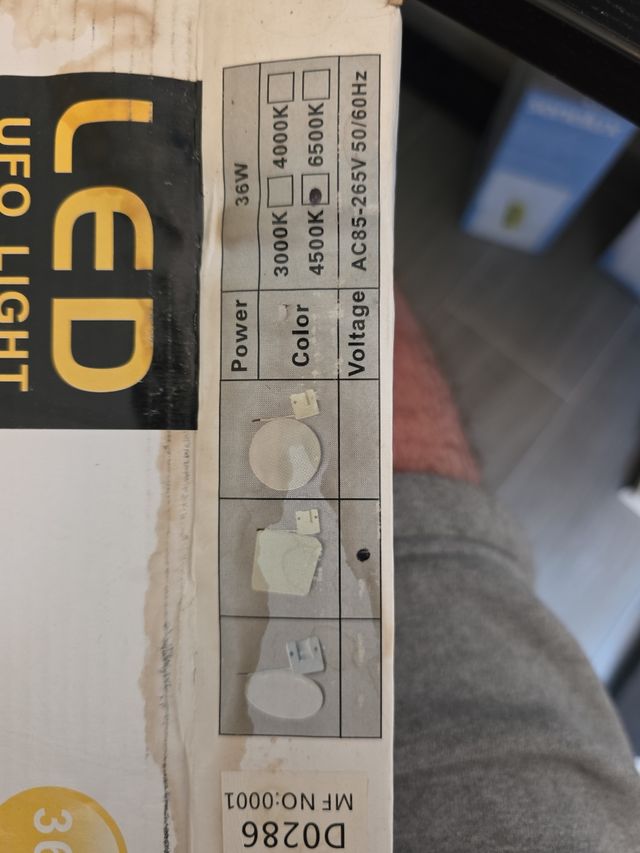 LED
UFO LIGHT
Power 36W
Color 3000K 4000K
4500K 6500K
Voltage AC85-265V 50/60Hz
D0286
MF NO:0001
36